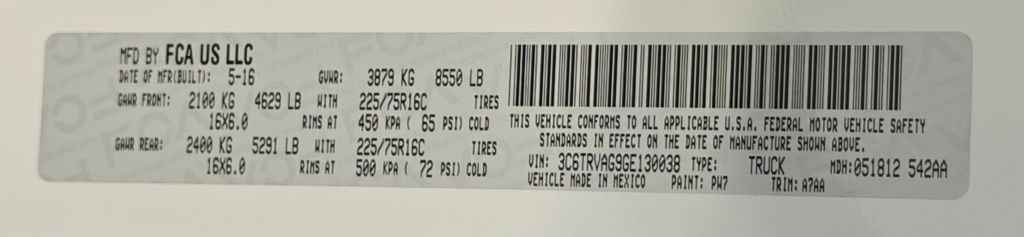 MFD BY FCA US LLC
DATE OF MFR(BUILT): 5-16 GVWR: 3879 KG 8550 LB
GAWR FRONT: 2100 KG 4629 LB WITH 225/75R16C TIRES
16X6.0 RIMS AT 450 KPA ( 65 PSI) COLD
GAWR REAR: 2400 KG 5291 LB WITH 225/75R16C TIRES
16X6.0 RIMS AT 500 KPA ( 72 PSI) COLD
THIS VEHICLE CONFORMS TO ALL APPLICABLE U.S.A. FEDERAL MOTOR VEHICLE SAFETY
STANDARDS IN EFFECT ON THE DATE OF MANUFACTURE SHOWN ABOVE.
VIN: 3C6TRVAG9GE130038 TYPE: TRUCK MDH:051812 542AA
VEHICLE MADE IN MEXICO PAINT: PW7 TRIM: A7AA